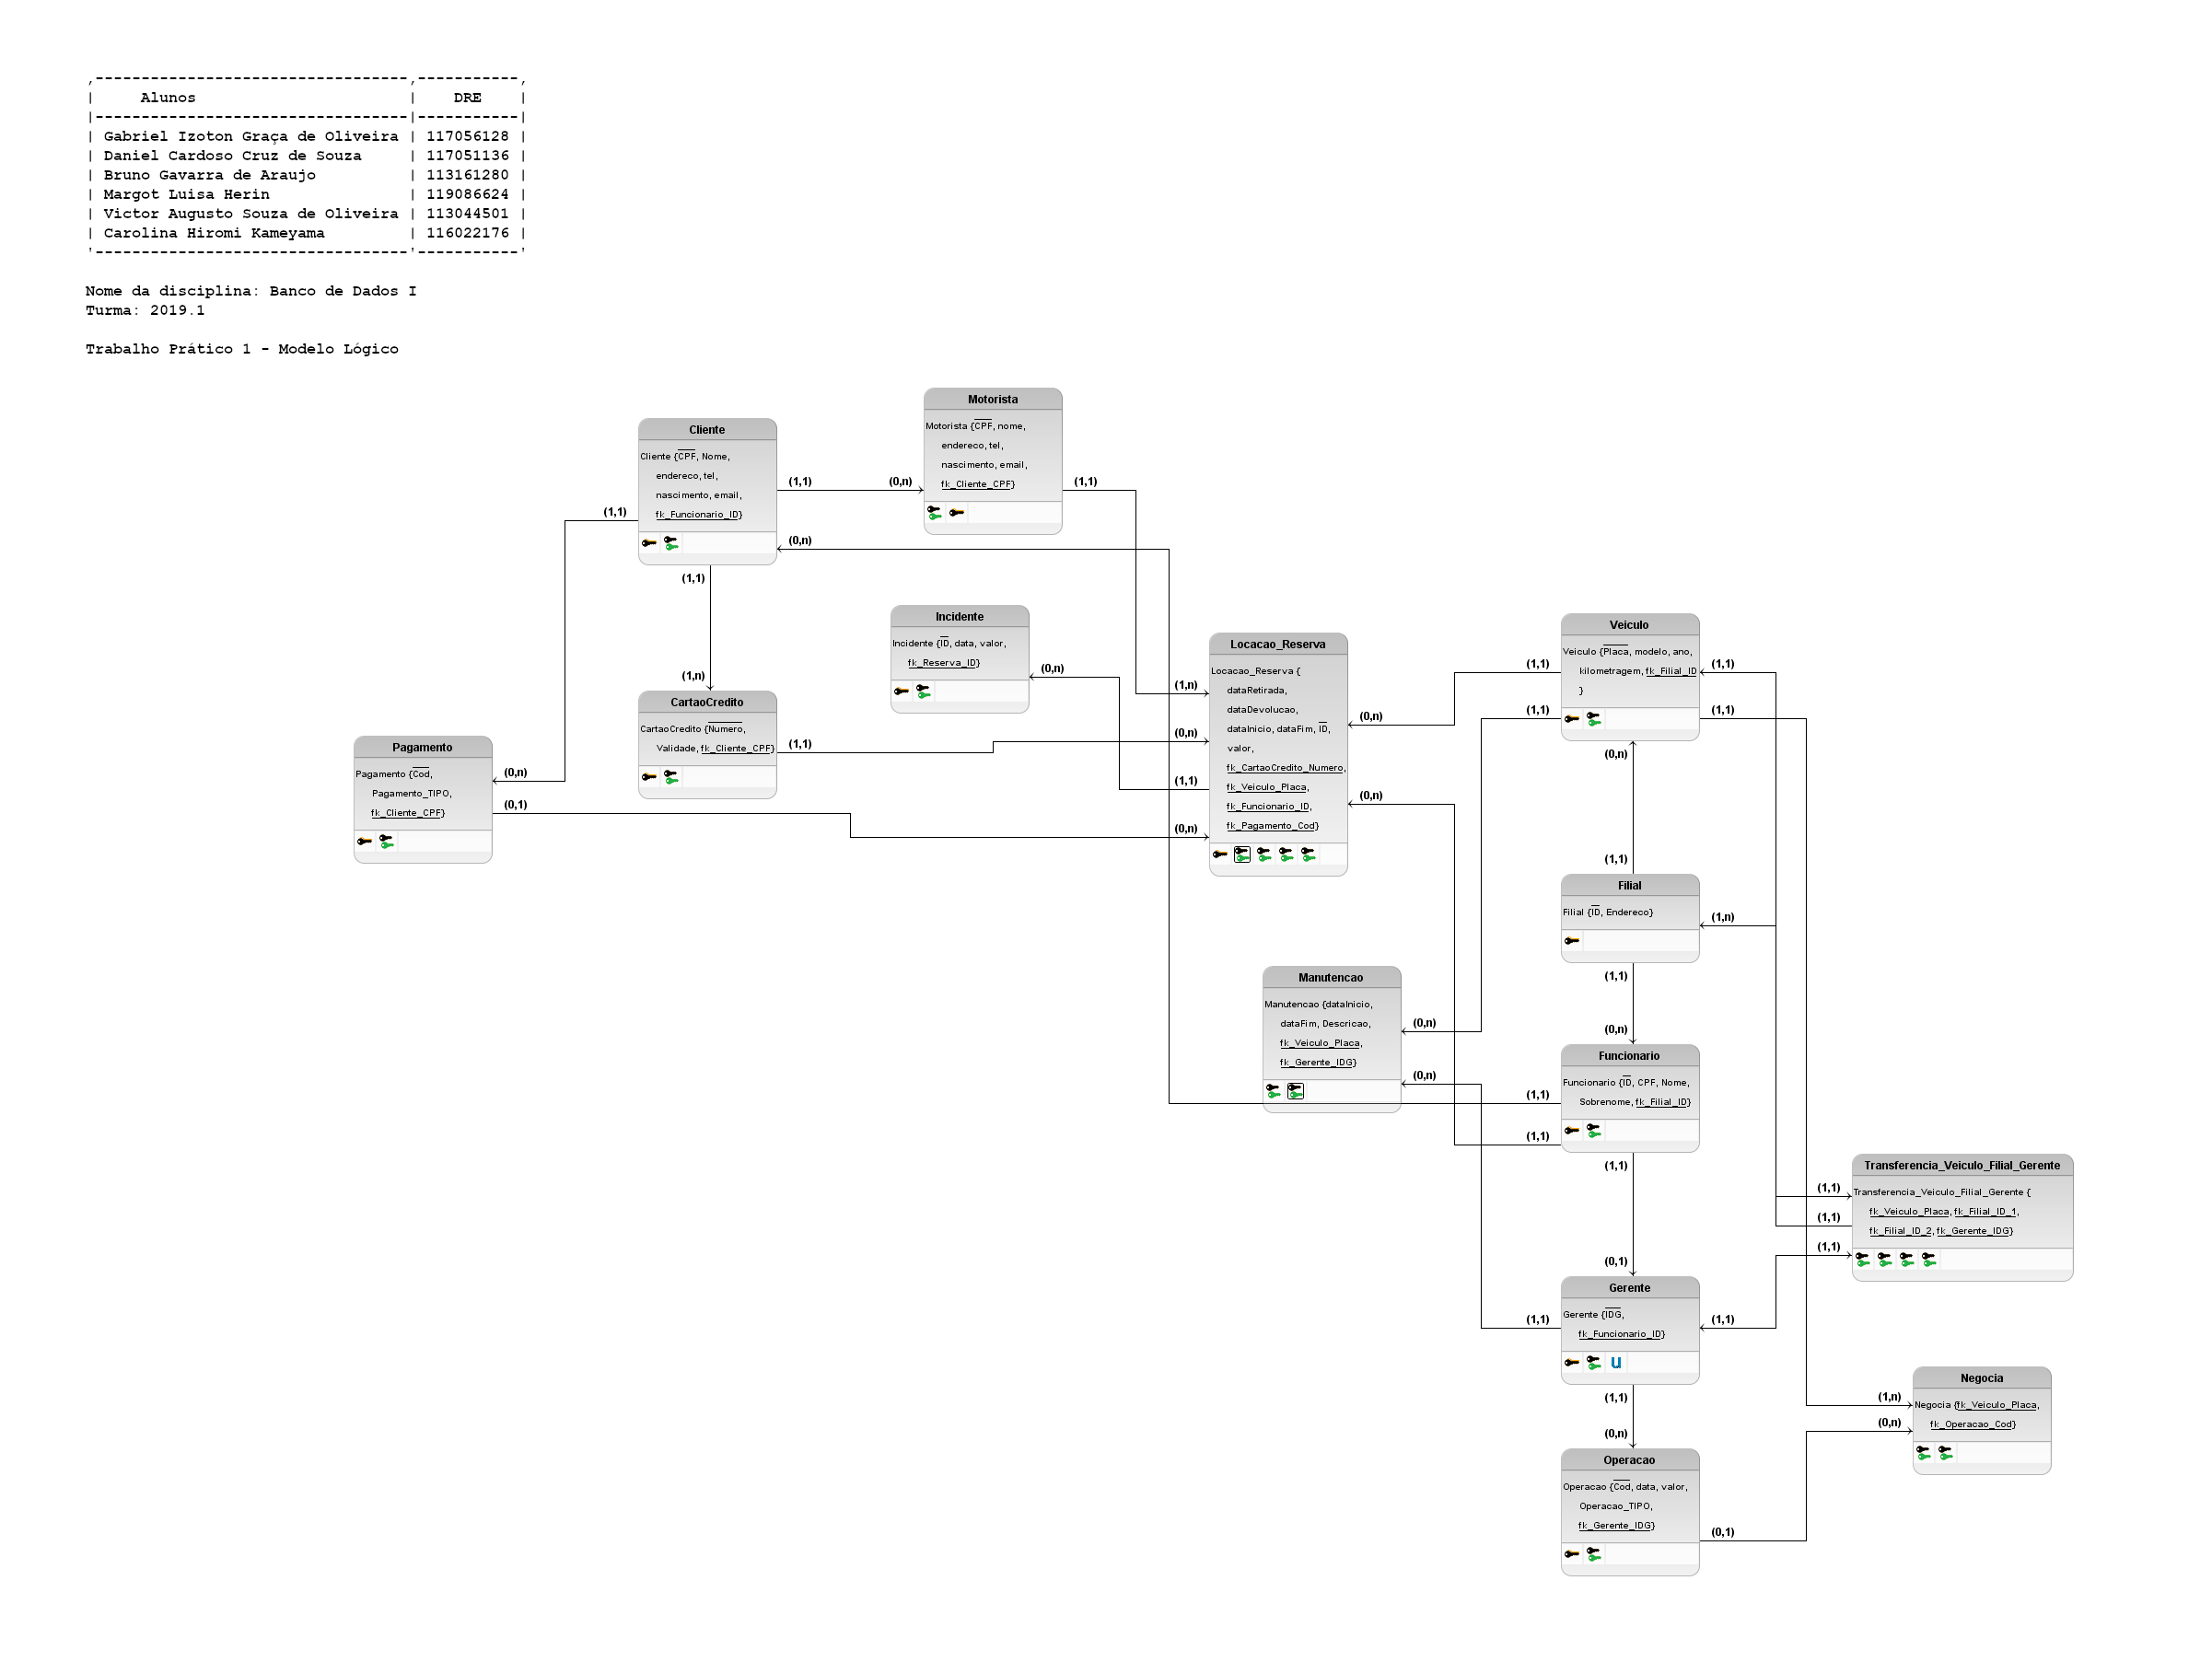 Alunos | DRE
Gabriel Izoton Graça de Oliveira | 117056128
Daniel Cardoso Cruz de Souza | 117051136
Bruno Gavarra de Araujo | 113161280
Margot Luisa Herin | 119086624
Victor Augusto Souza de Oliveira | 113044501
Carolina Hiromi Kameyama | 116022176
Nome da disciplina: Banco de Dados I
Turma: 2019.1
Trabalho Prático 1 - Modelo Lógico
Motorista
Motorista {CPF, nome,
endereco, tel,
nascimento, email,
fk_Cliente_CPF}
Cliente
Cliente {CPF, Nome,
endereco, tel,
nascimento, email,
fk_Funcionario_ID}
(1,1) (0,n) (1,1)
(1,1)
(0,n)
(1,1)
Incidente
Incidente {ID, data, valor,
fk_Reserva_ID}
(0,n)
(1,n)
CartaoCredito
CartaoCredito {Numero,
Validade, fk_Cliente_CPF}
(1,1)
Pagamento
Pagamento {Cod,
Pagamento_TIPO,
fk_Cliente_CPF}
(0,n)
(0,1)
Locacao_Reserva
Locacao_Reserva {
dataRetirada,
dataDevolucao,
dataInicio, dataFim, ID,
valor,
fk_CartaoCredito_Numero,
fk_Veiculo_Placa,
fk_Funcionario_ID,
fk_Pagamento_Cod}
(1,n)
(0,n)
(1,1)
(0,n)
(0,n)
(0,n)
Veiculo
Veiculo {Placa, modelo, ano,
kilometragem, fk_Filial_ID
}
(1,1) (1,1)
(1,1) (1,1)
(0,n)
(1,1)
Filial
Filial {ID, Endereco}
(1,n)
(1,1)
(0,n)
Manutencao
Manutencao {dataInicio,
dataFim, Descricao,
fk_Veiculo_Placa,
fk_Gerente_IDG}
(0,n)
(0,n)
Funcionario
Funcionario {ID, CPF, Nome,
Sobrenome, fk_Filial_ID}
(1,1)
(1,1)
(1,1)
(0,1)
Transferencia_Veiculo_Filial_Gerente
Transferencia_Veiculo_Filial_Gerente {
fk_Veiculo_Placa, fk_Filial_ID_1,
fk_Filial_ID_2, fk_Gerente_IDG}
(1,1)
(1,1)
(1,1)
Gerente
Gerente {IDG,
fk_Funcionario_ID}
u
(1,1) (1,1)
(1,1)
(0,n)
Negocia
Negocia {fk_Veiculo_Placa,
fk_Operacao_Cod}
(1,n)
(0,n)
Operacao
Operacao {Cod, data, valor,
Operacao_TIPO,
fk_Gerente_IDG}
(0,1)